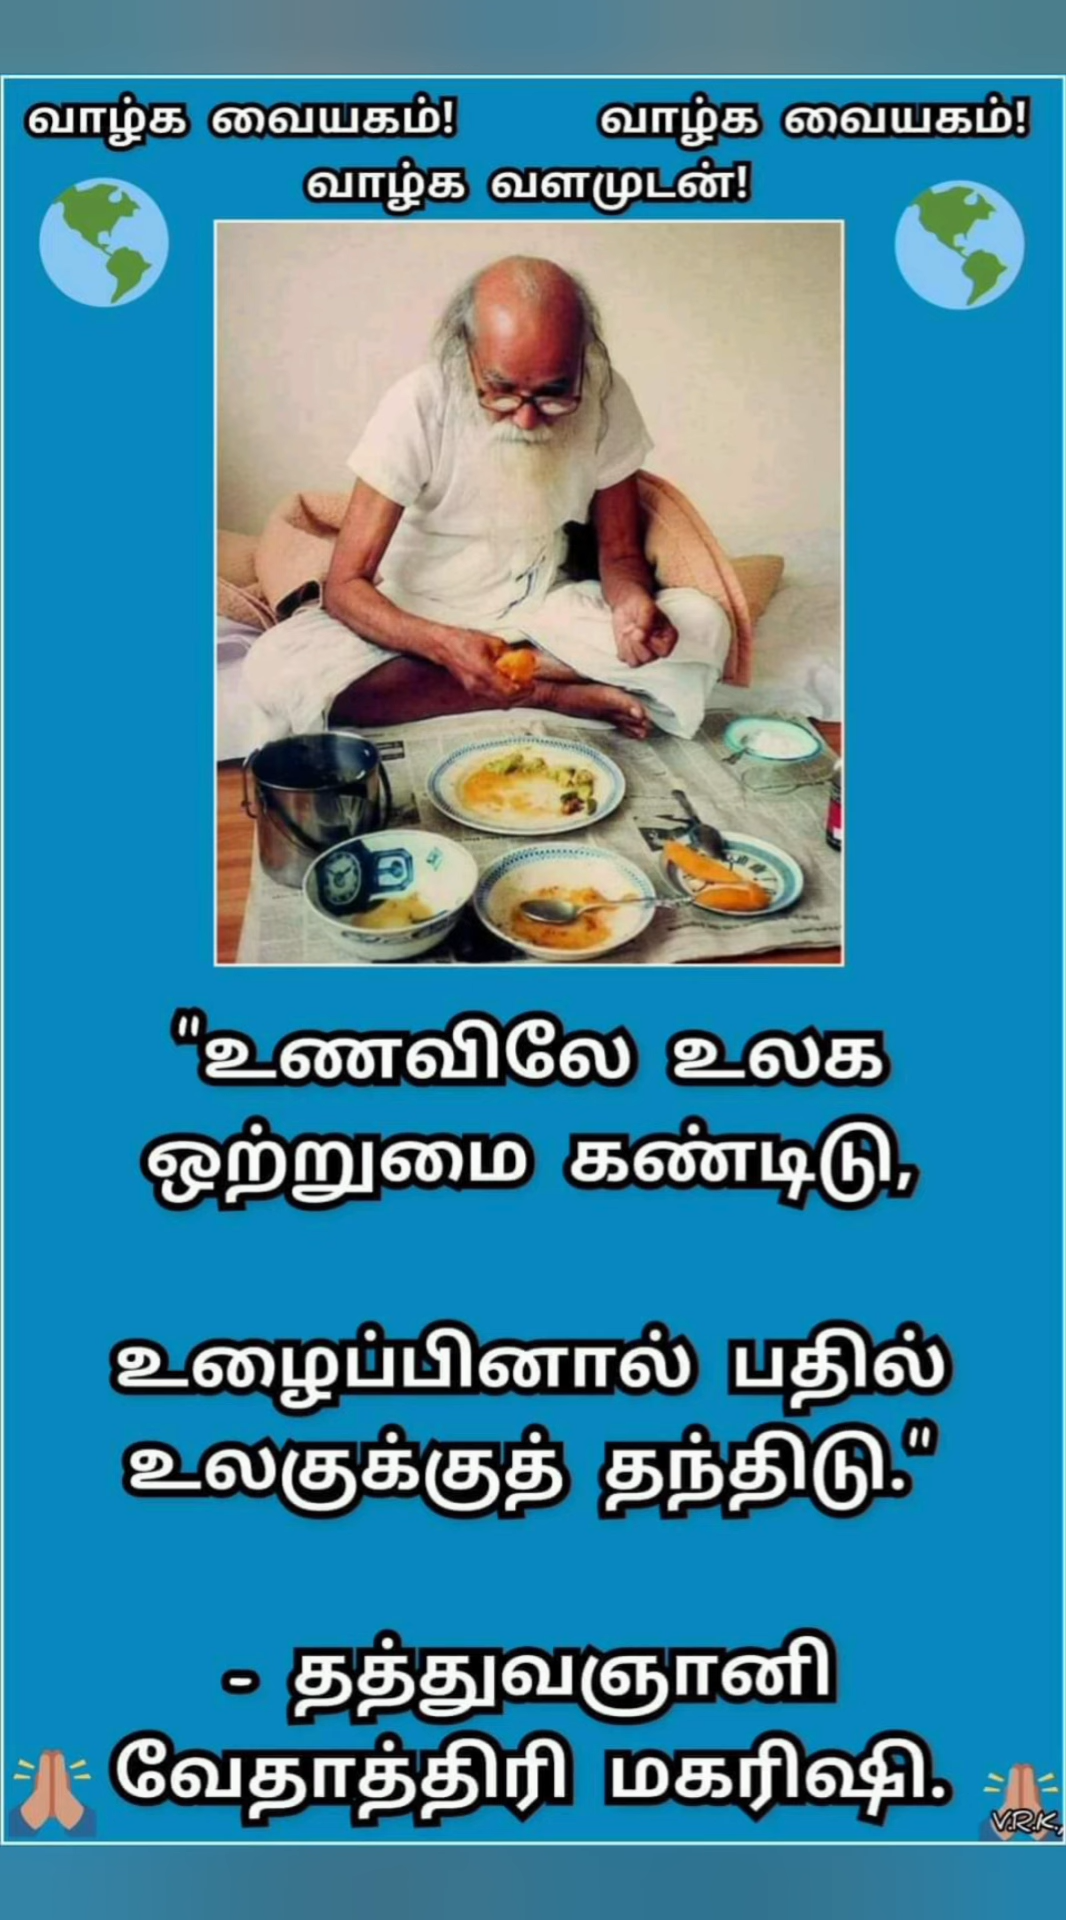 வாழ்க வையகம்! வாழ்க வையகம்!
வாழ்க வளமுடன்!
"உணவிலே உலக
ஒற்றுமை கண்டிடு,
உழைப்பினால் பதில்
உலகுக்குத் தந்திடு."
- தத்துவஞானி
வேதாத்திரி மகரிஷி.
V.R.K.,